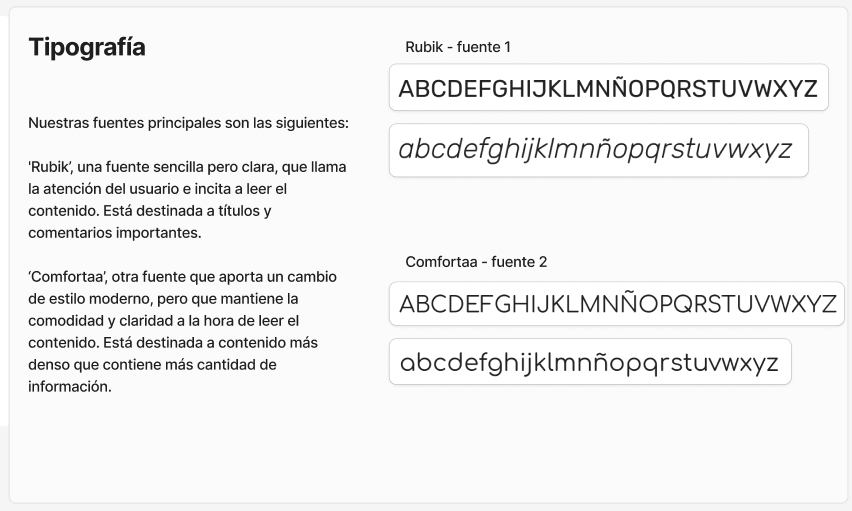 Tipografía
Nuestras fuentes principales son las siguientes:
'Rubik’, una fuente sencilla pero clara, que llama
la atención del usuario e incita a leer el
contenido. Está destinada a títulos y
comentarios importantes.
‘Comfortaa’, otra fuente que aporta un cambio
de estilo moderno, pero que mantiene la
comodidad y claridad a la hora de leer el
contenido. Está destinada a contenido más
denso que contiene más cantidad de
información.
Rubik - fuente 1
ABCDEFGHIJKLMNÑOPQRSTUVWXYZ
abcdefghijklmnñopqrstuvwxyz
Comfortaa - fuente 2
ABCDEFGHIJKLMNÑOPQRSTUVWXYZ
abcdefghijklmnñopqrstuvwxyz